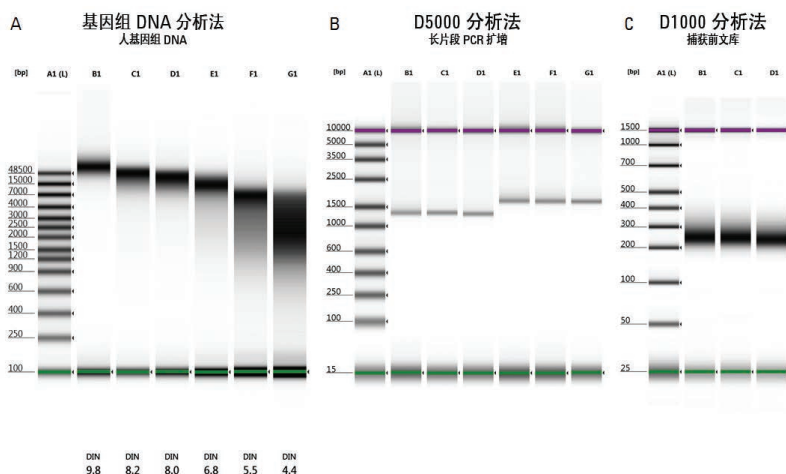 A
基因组 DNA 分析法
人基因组 DNA
[bp] A1 (L) B1 C1 D1 E1 F1 G1
48500
15000
7000
4000
3000
2500
2000
1500
1200
900
600
400
250
100
DIN DIN DIN DIN DIN DIN
9.8 8.2 8.0 6.8 5.5 4.4
B
D5000 分析法
长片段 PCR 扩增
[bp] A1 (L) B1 C1 D1 E1 F1 G1
10000
5000
3500
2500
1500
1000
600
400
250
100
15
C
D1000 分析法
捕获前文库
[bp] A1 (L) B1 C1 D1
1500
1000
700
500
400
300
200
100
50
25